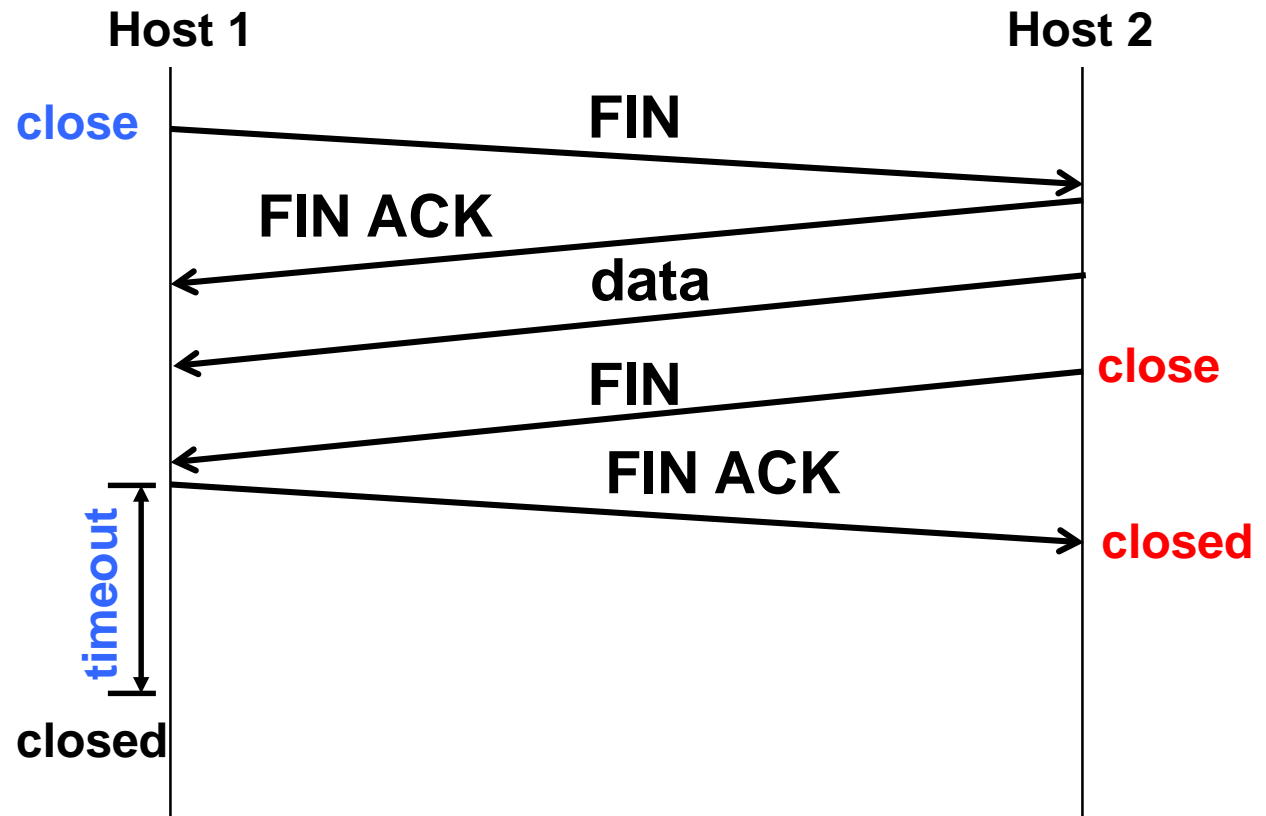 Host 1
Host 2
close
FIN
FIN ACK
data
FIN
close
FIN ACK
closed
timeout
closed